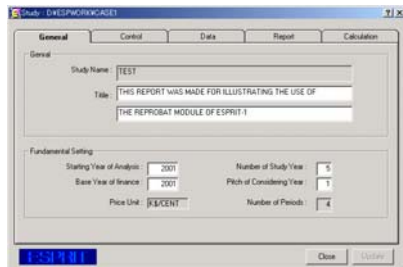 Study : D:¥ESPWORK¥CASE1
General Control Data Report Calculation
Genral
Study Name : TEST
Title : THIS REPORT WAS MADE FOR ILLUSTRATING THE USE OF
THE REPROBAT MODULE OF ESPRIT-1
Fundamental Setting
Starting Year of Analysis : 2001 Number of Study Year : 5
Base Year of finance : 2001 Pitch of Considering Year : 1
Price Unit : K$/CENT Number of Periods : 4
ESPRIT Close Update